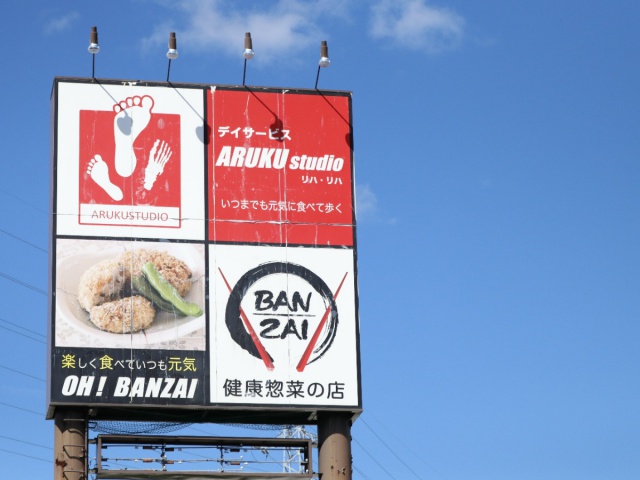 ARUKUSTUDIO
デイサービス
ARUKU studio
リハ・リハ
いつまでも元気に食べて歩く
楽しく食べていつも元気
OH! BANZAI
BAN
ZAI
健康惣菜の店